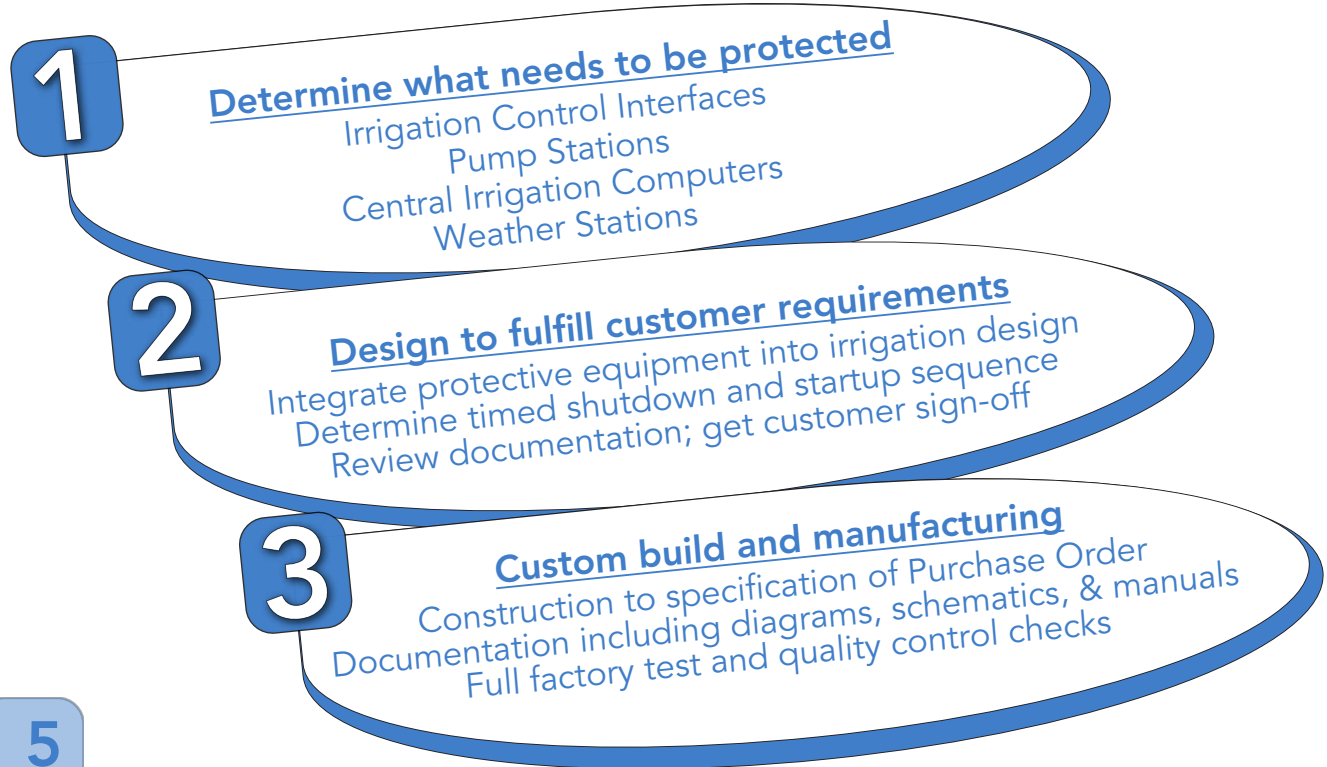 1
Determine what needs to be protected
Irrigation Control Interfaces
Pump Stations
Central Irrigation Computers
Weather Stations
2
Design to fulfill customer requirements
Integrate protective equipment into irrigation design
Determine timed shutdown and startup sequence
Review documentation; get customer sign-off
3
Custom build and manufacturing
Construction to specification of Purchase Order
Documentation including diagrams, schematics, & manuals
Full factory test and quality control checks
5